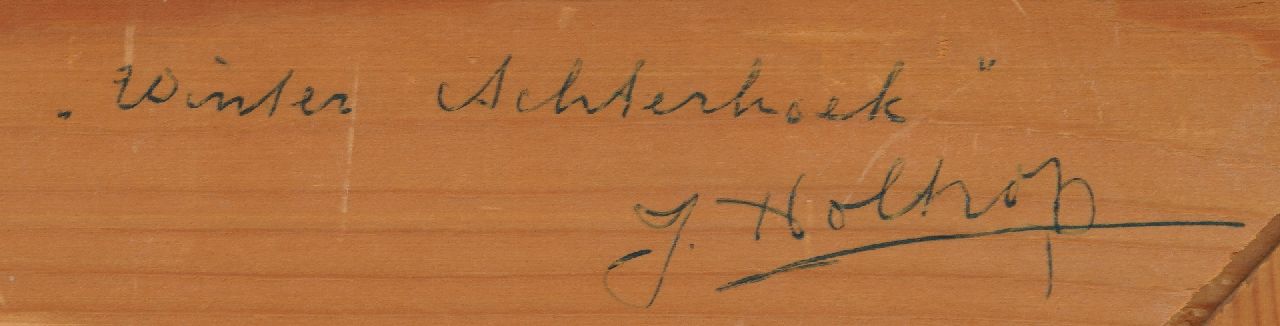 „Winter Achterhoek"
J. Holtrop